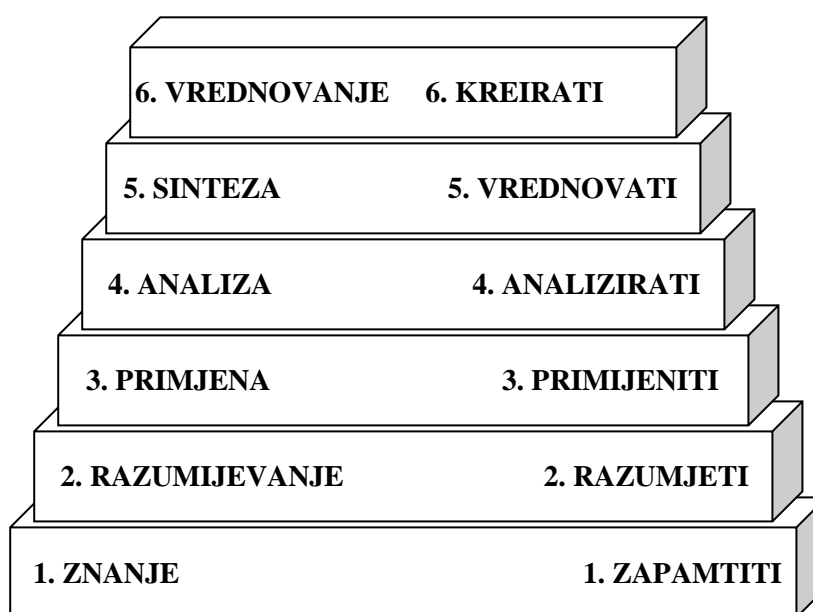 6. VREDNOVANJE 6. KREIRATI
5. SINTEZA 5. VREDNOVATI
4. ANALIZA 4. ANALIZIRATI
3. PRIMJENA 3. PRIMIJENITI
2. RAZUMIJEVANJE 2. RAZUMJETI
1. ZNANJE 1. ZAPAMTITI